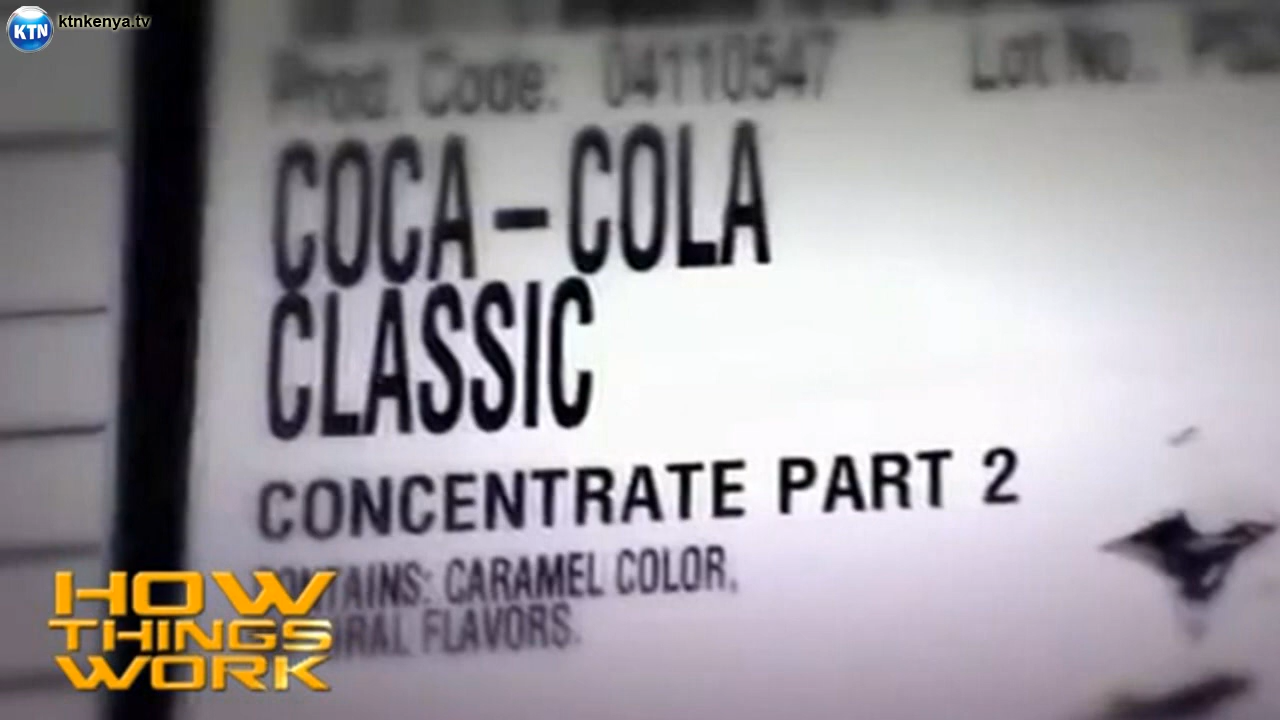 KTN ktnkenya.tv
Prod. Code: 04110547 Lot No.
COCA-COLA
CLASSIC
CONCENTRATE PART 2
CARAMEL COLOR,
FLAVORS.
HOW
THINGS
WORK